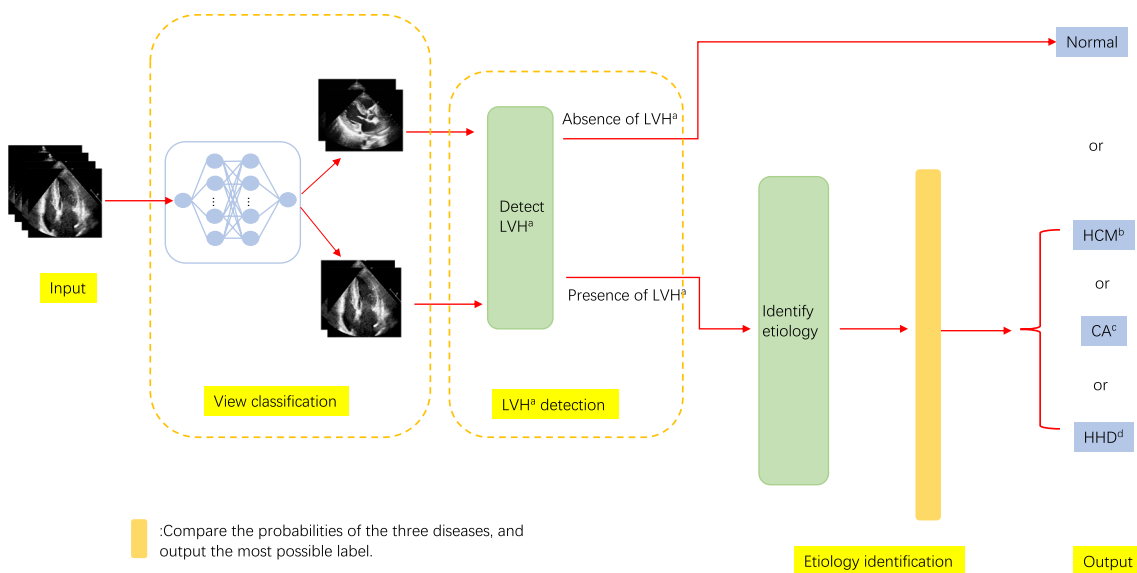 Normal
Absence of LVHᵃ
or
Detect
LVHᵃ
HCMᵇ
Input
or
Presence of LVHᵃ
Identify
etiology
CAᶜ
or
View classification
LVHᵃ detection
HHDᵈ
:Compare the probabilities of the three diseases, and
output the most possible label.
Etiology identification
Output